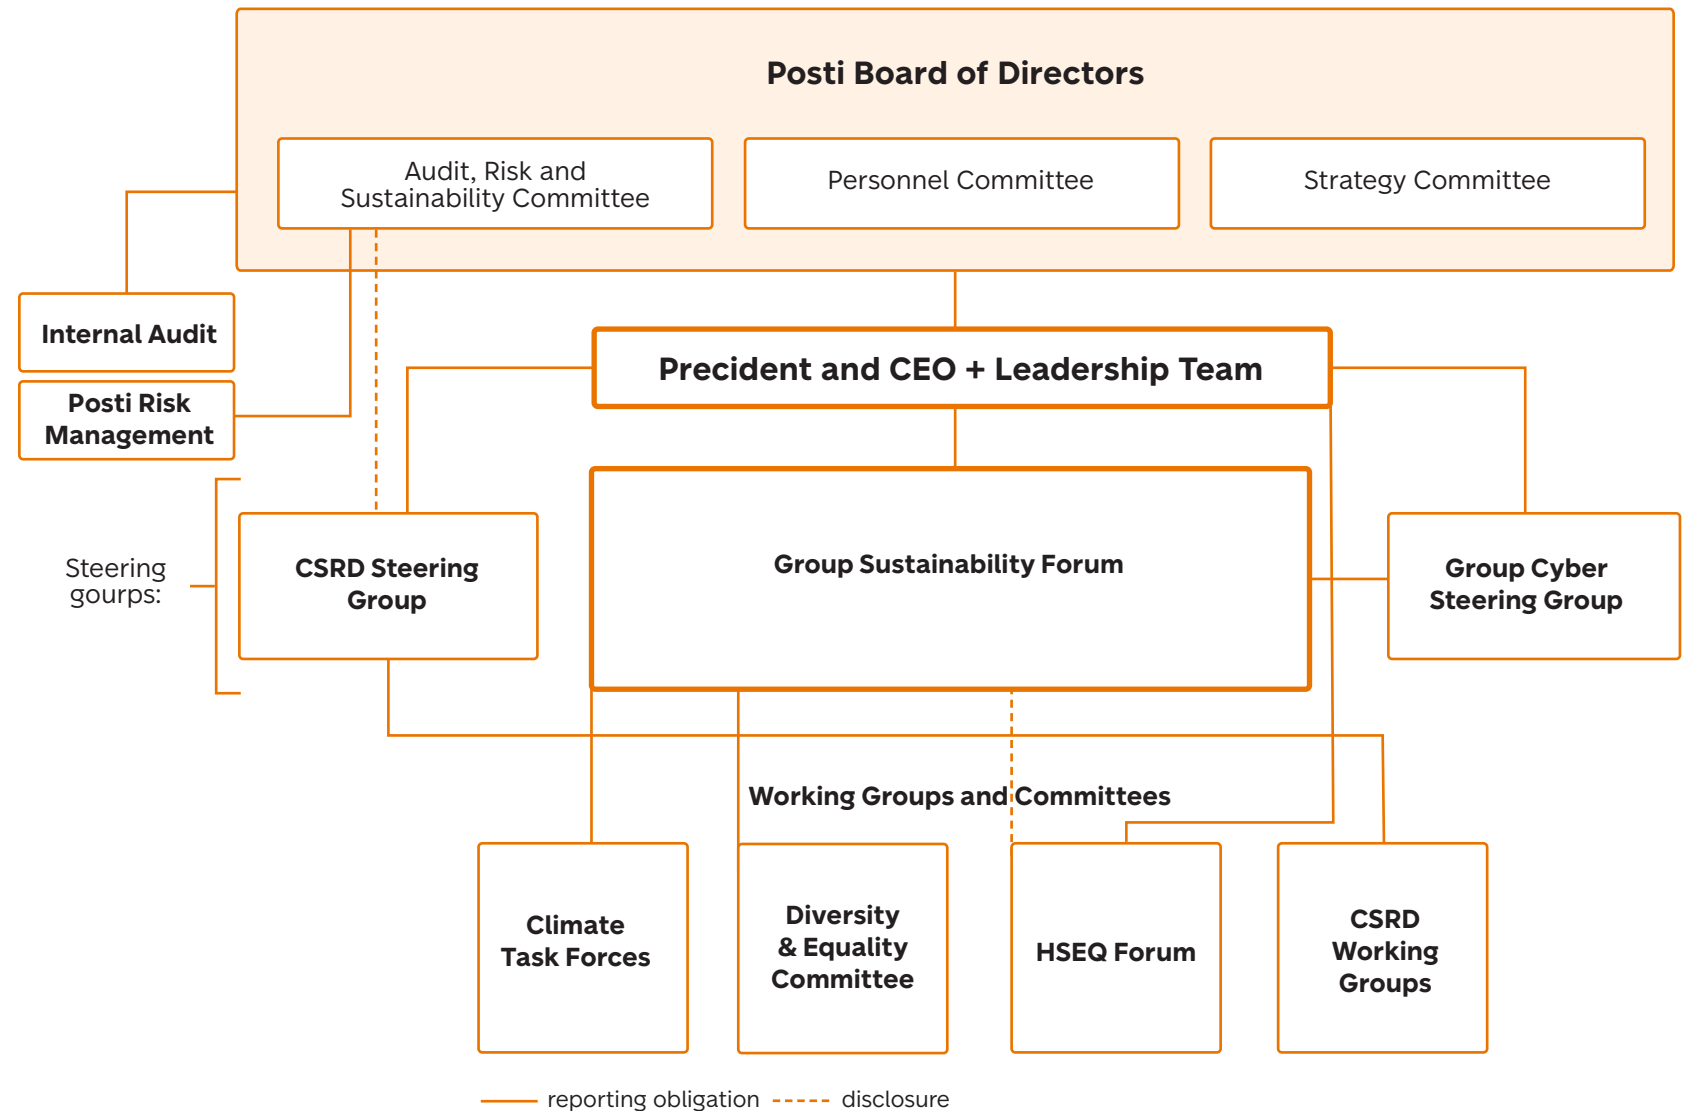 Posti Board of Directors
Audit, Risk and
Sustainability Committee
Personnel Committee
Strategy Committee
Internal Audit
Posti Risk
Management
Precident and CEO + Leadership Team
Steering
gourps:
CSRD Steering
Group
Group Sustainability Forum
Group Cyber
Steering Group
Working Groups and Committees
Climate
Task Forces
Diversity
& Equality
Committee
HSEQ Forum
CSRD
Working
Groups
reporting obligation
disclosure